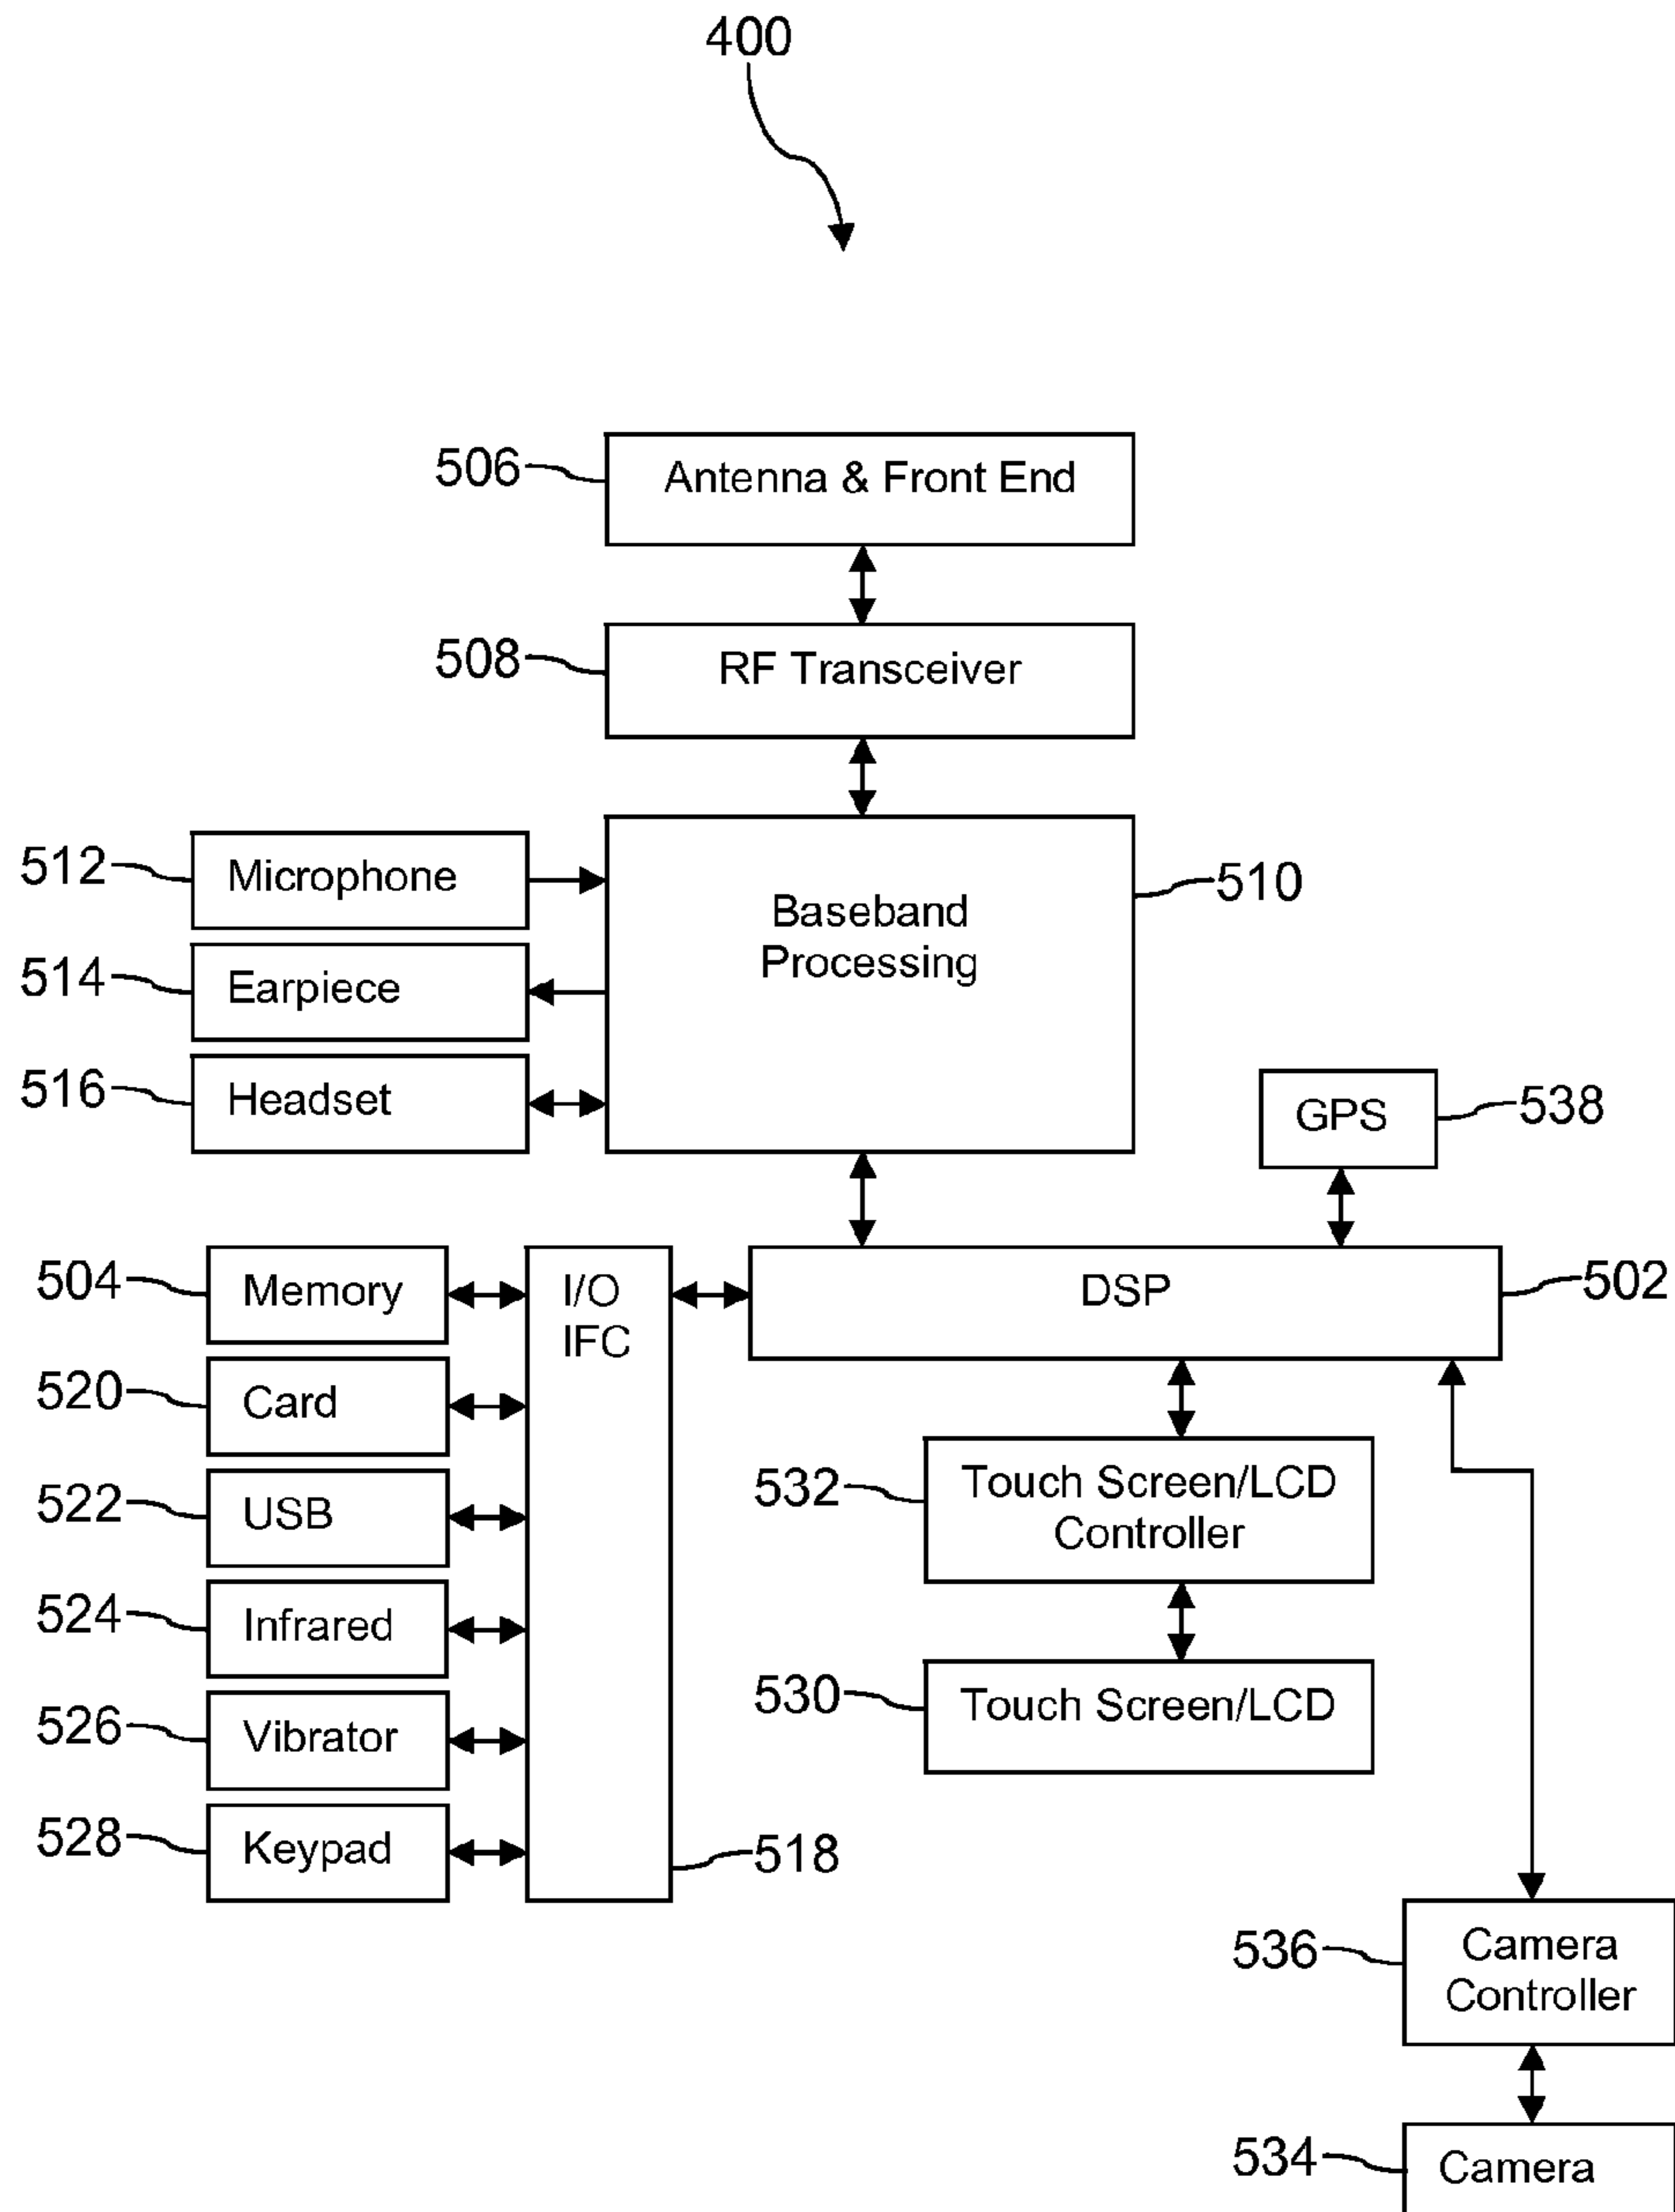 400
506
Antenna & Front End
508
RF Transceiver
512
Microphone
Baseband
Processing
510
514
Earpiece
516
Headset
GPS
538
504
Memory
I/O
IFC
DSP
502
520
Card
522
USB
532
Touch Screen/LCD
Controller
524
Infrared
530
Touch Screen/LCD
526
Vibrator
528
Keypad
518
536
Camera
Controller
534
Camera